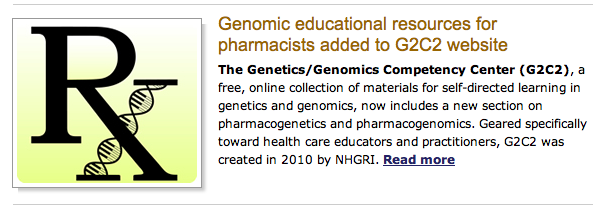 Rx
Genomic educational resources for
pharmacists added to G2C2 website
The Genetics/Genomics Competency Center (G2C2), a
free, online collection of materials for self-directed learning in
genetics and genomics, now includes a new section on
pharmacogenetics and pharmacogenomics. Geared specifically
toward health care educators and practitioners, G2C2 was
created in 2010 by NHGRI. Read more